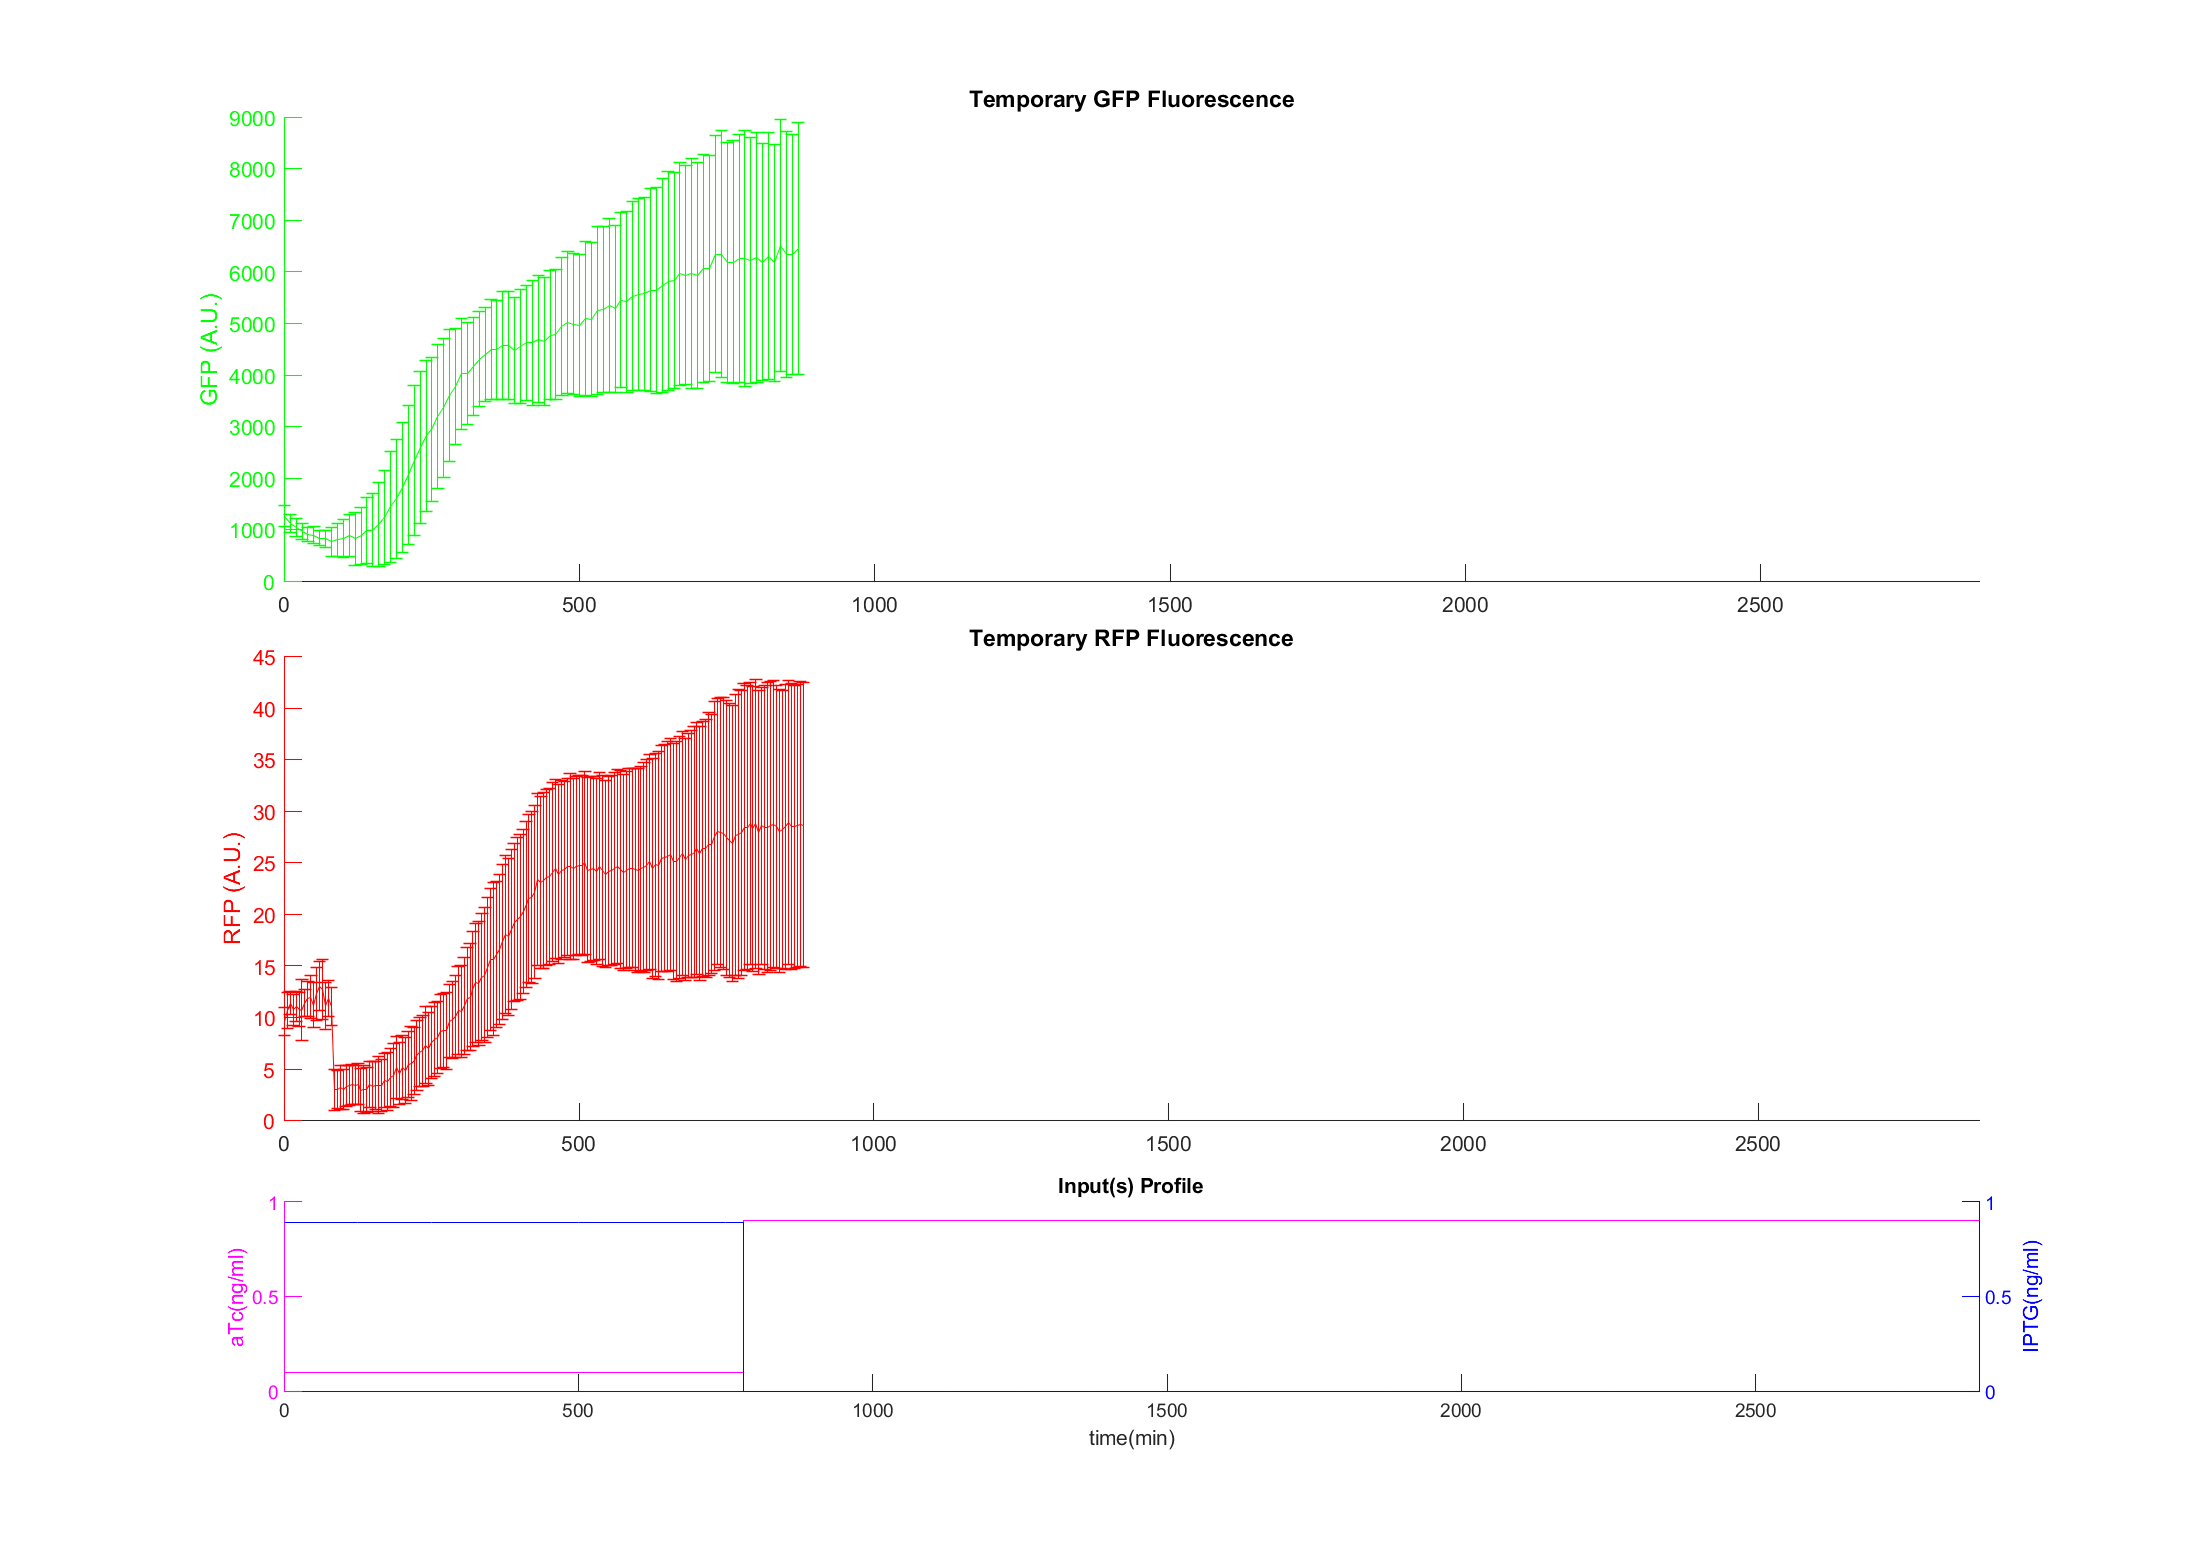 Temporary GFP Fluorescence
9000
8000
7000
6000
5000
4000
3000
2000
1000
0
GFP (A.U.)
0 500 1000 1500 2000 2500
Temporary RFP Fluorescence
45
40
35
30
25
20
15
10
5
0
RFP (A.U.)
0 500 1000 1500 2000 2500
Input(s) Profile
1
0.5
0
aTc(ng/ml)
1
0.5
0
IPTG(ng/ml)
0 500 1000 1500 2000 2500
time(min)